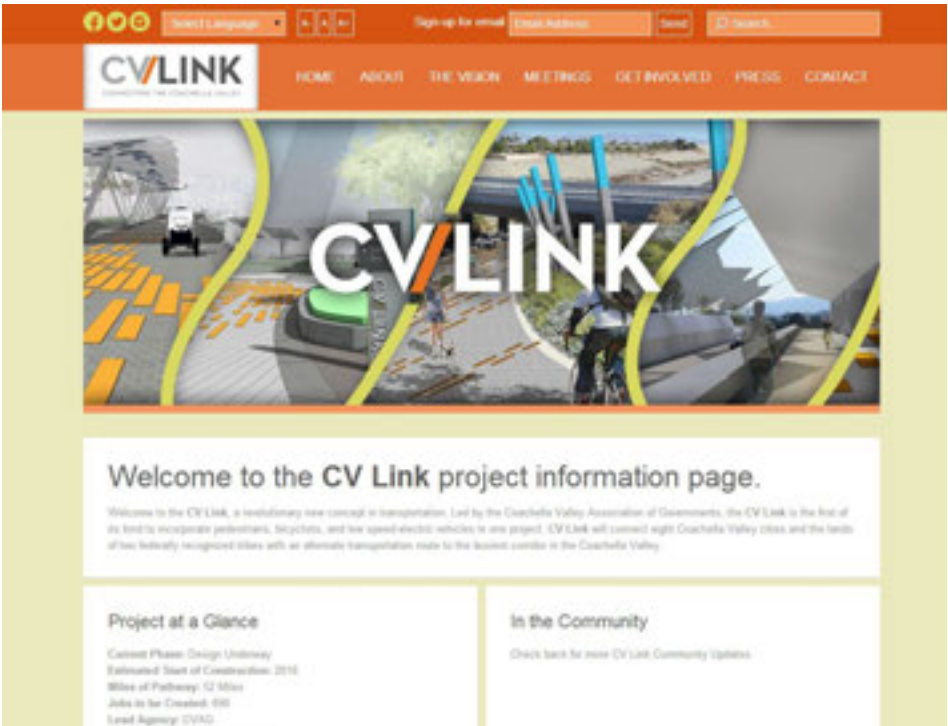 Select Language
A- A A+
Sign-up for email
Email Address
Send
Search
CV LINK
CONNECTING THE COACHELLA VALLEY
HOME ABOUT THE VISION MEETINGS GET INVOLVED PRESS CONTACT
CV LINK
Welcome to the CV Link project information page.
Welcome to the CV Link, a revolutionary new concept in transportation. Led by the Coachella Valley Association of Governments, the CV Link is the first of
its kind to incorporate pedestrians, bicyclists, and low speed electric vehicles in one project. CV Link will connect eight Coachella Valley cities and the lands
of two federally recognized tribes with an alternate transportation route to the busiest corridor in the Coachella Valley.
Project at a Glance
Current Phase: Design Underway
Estimated Start of Construction: 2016
Miles of Pathway: 52 Miles
Jobs to be Created: 690
Lead Agency: CVAG
In the Community
Check back for more CV Link Community Updates